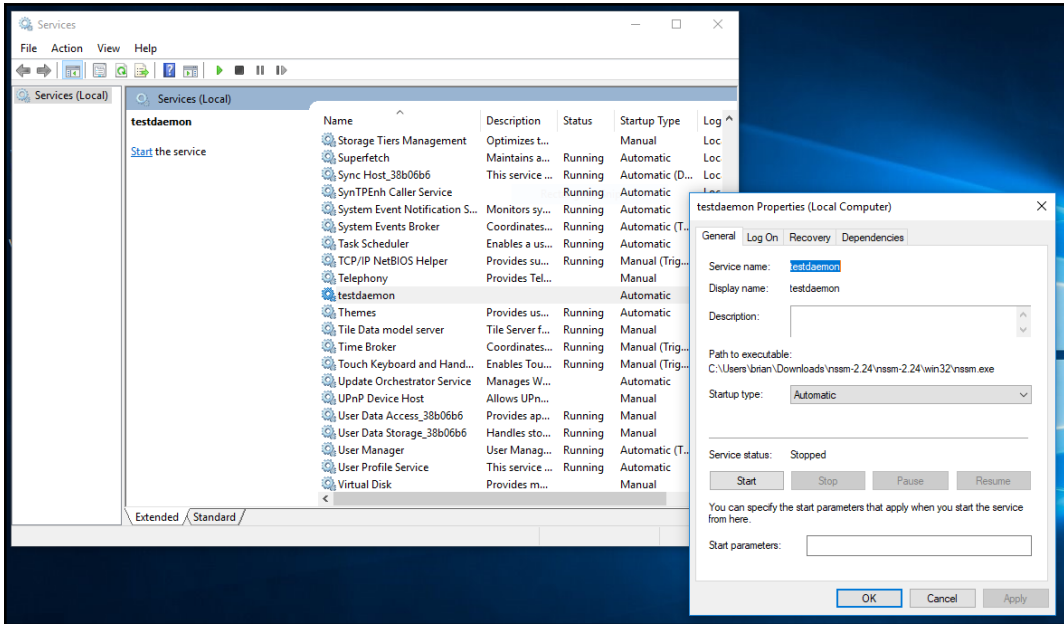 Services
File Action View Help
Services (Local)
Services (Local)
testdaemon
Start the service
Name Description Status Startup Type Log
Storage Tiers Management Optimizes t... Manual Loc
Superfetch Maintains a... Running Automatic Loc
Sync Host_38b06b6 This service ... Running Automatic (D... Loc
SynTPEnh Caller Service Running Automatic Loc
System Event Notification S... Monitors sy... Running Automatic
System Events Broker Coordinates... Running Automatic (T...
Task Scheduler Enables a us... Running Automatic
TCP/IP NetBIOS Helper Provides su... Running Manual (Trig...
Telephony Provides Tel... Manual
testdaemon Automatic
Themes Provides us... Running Automatic
Tile Data model server Tile Server f... Running Manual
Time Broker Coordinates... Running Manual (Trig...
Touch Keyboard and Hand... Enables Tou... Running Manual (Trig...
Update Orchestrator Service Manages W... Automatic
UPnP Device Host Allows UPn... Manual
User Data Access_38b06b6 Provides ap... Running Manual
User Data Storage_38b06b6 Handles sto... Running Manual
User Manager User Manag... Running Automatic (T...
User Profile Service This service ... Running Automatic
Virtual Disk Provides m... Manual
Extended Standard
testdaemon Properties (Local Computer)
General Log On Recovery Dependencies
Service name: testdaemon
Display name: testdaemon
Description:
Path to executable:
C:\Users\brian\Downloads\nssm-2.24\nssm-2.24\win32\nssm.exe
Startup type: Automatic
Service status: Stopped
Start Stop Pause Resume
You can specify the start parameters that apply when you start the service
from here.
Start parameters:
OK Cancel Apply